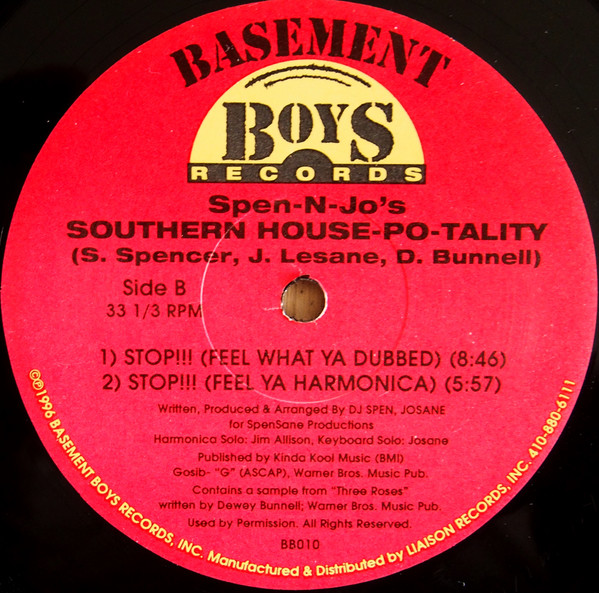 BASEMENT
BOYS
RECORDS
Spen-N-Jo's
SOUTHERN HOUSE-PO-TALITY
(S. Spencer, J. Lesane, D. Bunnell)
Side B
33 1/3 RPM
1) STOP!!! (FEEL WHAT YA DUBBED) (8:46)
2) STOP!!! (FEEL YA HARMONICA) (5:57)
Written, Produced & Arranged By DJ SPEN, JOSANE
for SpenSane Productions
Harmonica Solo: Jim Allison, Keyboard Solo: Josane
Published by Kinda Kool Music (BMI)
Gosib- "G" (ASCAP), Warner Bros. Music Pub.
Contains a sample from "Three Roses"
written by Dewey Bunnell; Warner Bros. Music Pub.
Used by Permission. All Rights Reserved.
BB010
©℗1996 BASEMENT BOYS RECORDS, INC. Manufactured & Distributed by LIAISON RECORDS, INC. 410-880-6111